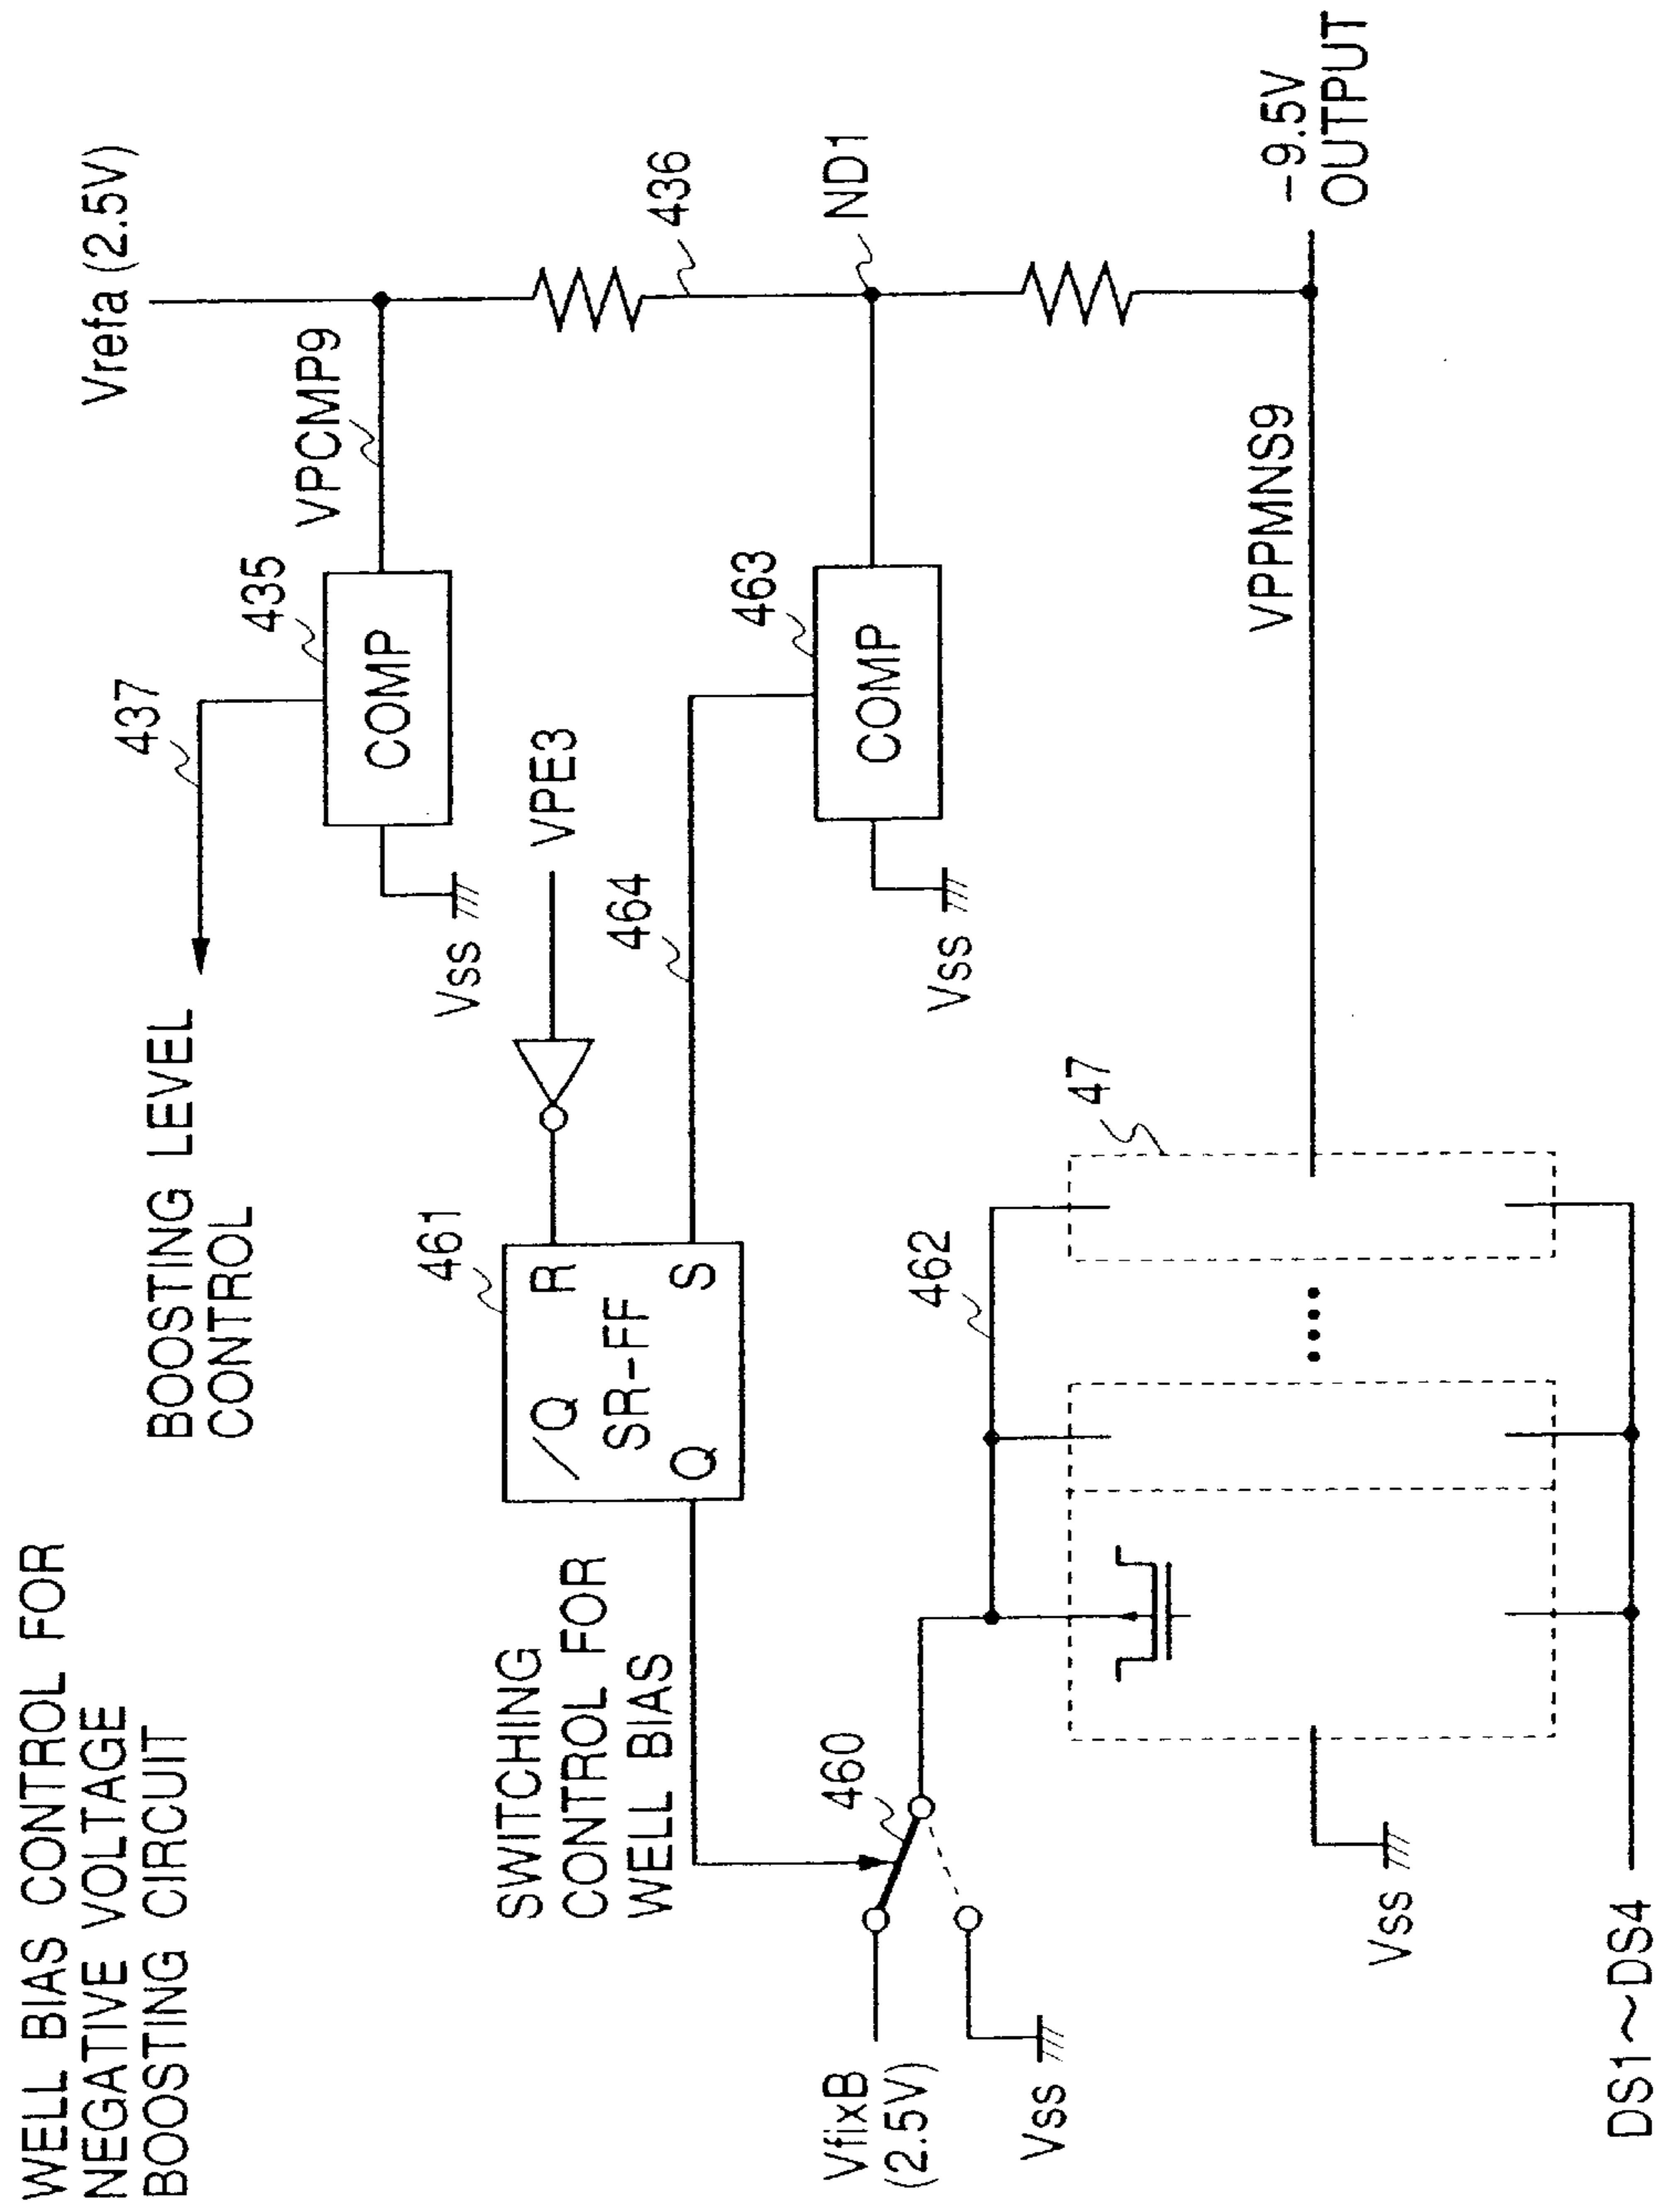 WELL BIAS CONTROL FOR
NEGATIVE VOLTAGE
BOOSTING CIRCUIT
BOOSTING LEVEL
CONTROL
437
Vrefa (2.5V)
435
VPCMP9
COMP
Vss
436
461
VPE3
/Q
R
SR-FF
Q
S
464
463
ND1
COMP
Vss
SWITCHING
CONTROL FOR
WELL BIAS
460
VfixB
(2.5V)
Vss
462
47
VPPMNS9
-9.5V
OUTPUT
Vss
DS1~DS4